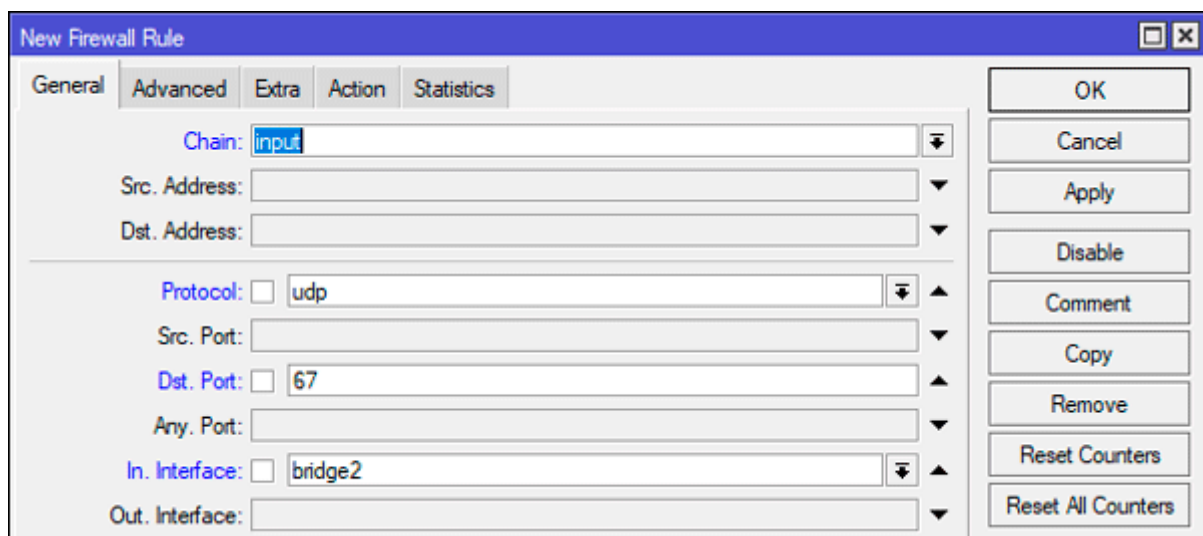 New Firewall Rule
General Advanced Extra Action Statistics
OK
Chain: input
Cancel
Src. Address:
Apply
Dst. Address:
Disable
Protocol: udp
Comment
Src. Port:
Copy
Dst. Port: 67
Remove
Any. Port:
Reset Counters
In. Interface: bridge2
Reset All Counters
Out. Interface: